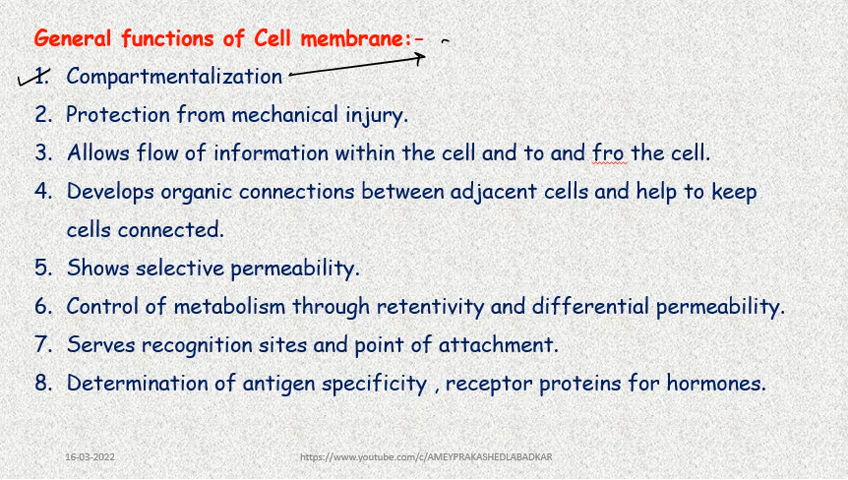 General functions of Cell membrane:-
1. Compartmentalization
2. Protection from mechanical injury.
3. Allows flow of information within the cell and to and fro the cell.
4. Develops organic connections between adjacent cells and help to keep
cells connected.
5. Shows selective permeability.
6. Control of metabolism through retentivity and differential permeability.
7. Serves recognition sites and point of attachment.
8. Determination of antigen specificity , receptor proteins for hormones.
16-03-2022 https://www.youtube.com/c/AMEYPRAKASHEDLABADKAR